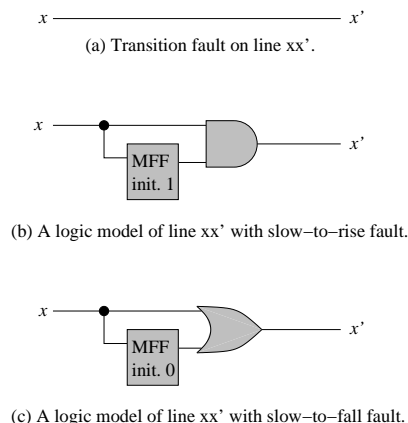 x x'
(a) Transition fault on line xx'.
x MFF init. 1 x'
(b) A logic model of line xx' with slow−to−rise fault.
x MFF init. 0 x'
(c) A logic model of line xx' with slow−to−fall fault.